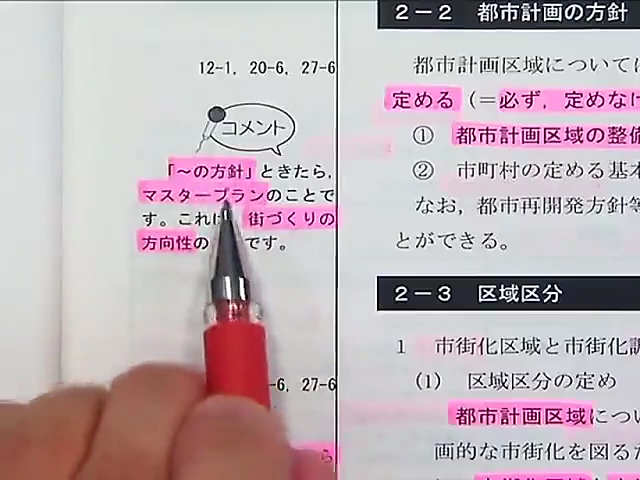 12-1, 20-6, 27-6
コメント
「〜の方針」ときたら,
マスタープランのことで
す。これは 街づくりの
方向性の です。
-6, 27-6
ら
2－2 都市計画の方針
都市計画区域については
定める（＝必ず，定めなけ
① 都市計画区域の整備
② 市町村の定める基本
なお，都市再開発方針等
とができる。
2－3 区域区分
1 市街化区域と市街化調
(1) 区域区分の定め
都市計画区域につい
画的な市街化を図るた